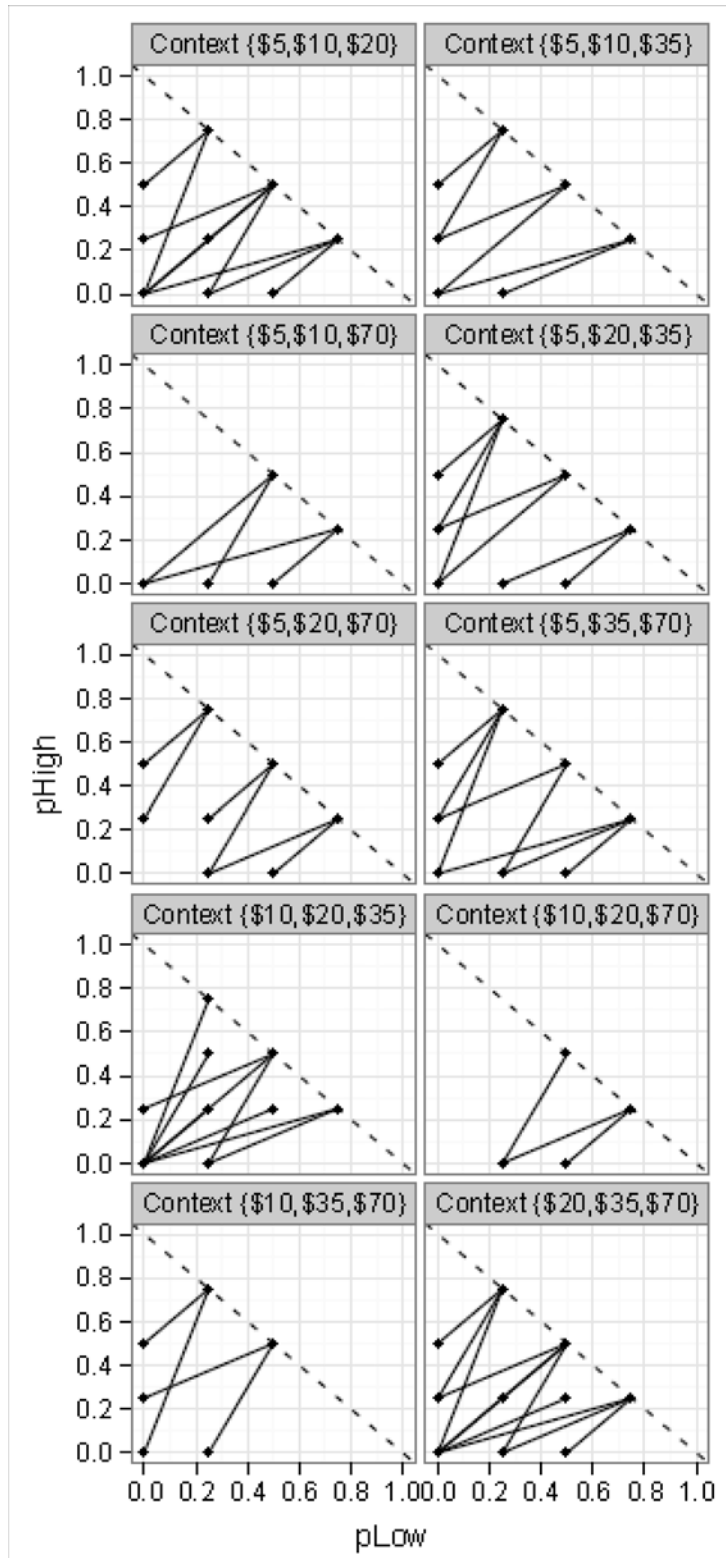 Context {$5,$10,$20}
Context {$5,$10,$35}
1.0
0.8
0.6
0.4
0.2
0.0
Context {$5,$10,$70}
Context {$5,$20,$35}
1.0
0.8
0.6
0.4
0.2
0.0
Context {$5,$20,$70}
Context {$5,$35,$70}
1.0
0.8
0.6
0.4
0.2
0.0
pHigh
Context {$10,$20,$35}
Context {$10,$20,$70}
1.0
0.8
0.6
0.4
0.2
0.0
Context {$10,$35,$70}
Context {$20,$35,$70}
1.0
0.8
0.6
0.4
0.2
0.0
0.0 0.2 0.4 0.6 0.8 1.0 0.0 0.2 0.4 0.6 0.8 1.0
pLow